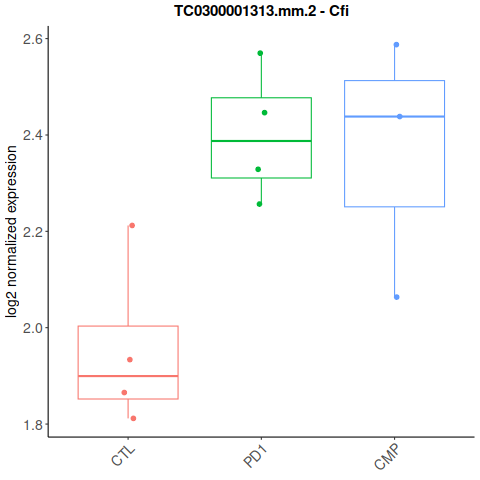 TC0300001313.mm.2 - Cfi
log2 normalized expression
2.6
2.4
2.2
2.0
1.8
CTL
PD1
CMP